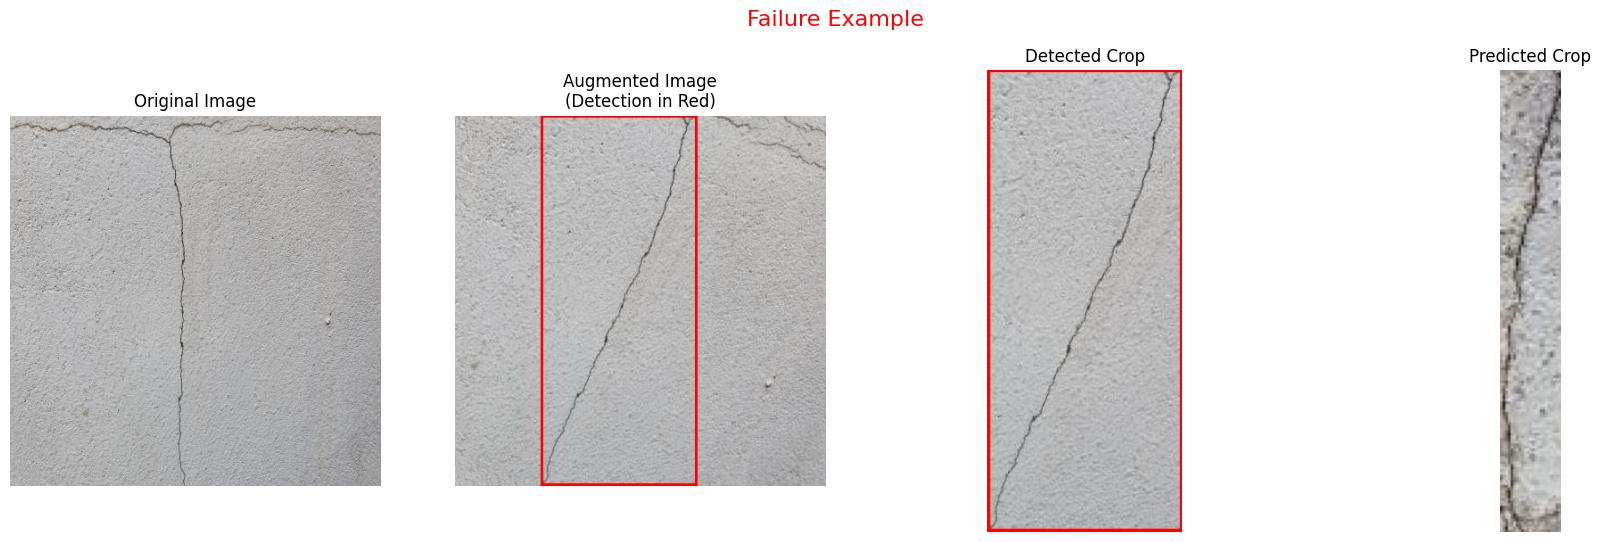 Failure Example
Original Image
Augmented Image
(Detection in Red)
Detected Crop
Predicted Crop